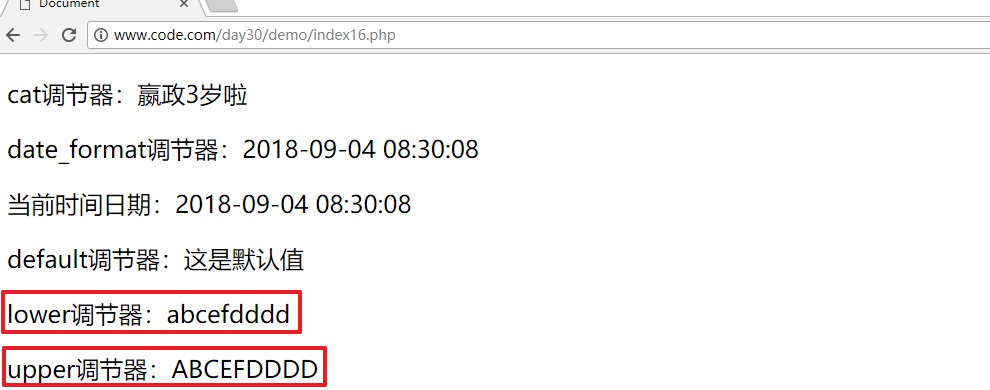 Document
www.code.com/day30/demo/index16.php
cat调节器：嬴政3岁啦
date_format调节器：2018-09-04 08:30:08
当前时间日期：2018-09-04 08:30:08
default调节器：这是默认值
lower调节器：abcefdddd
upper调节器：ABCEFDDDD